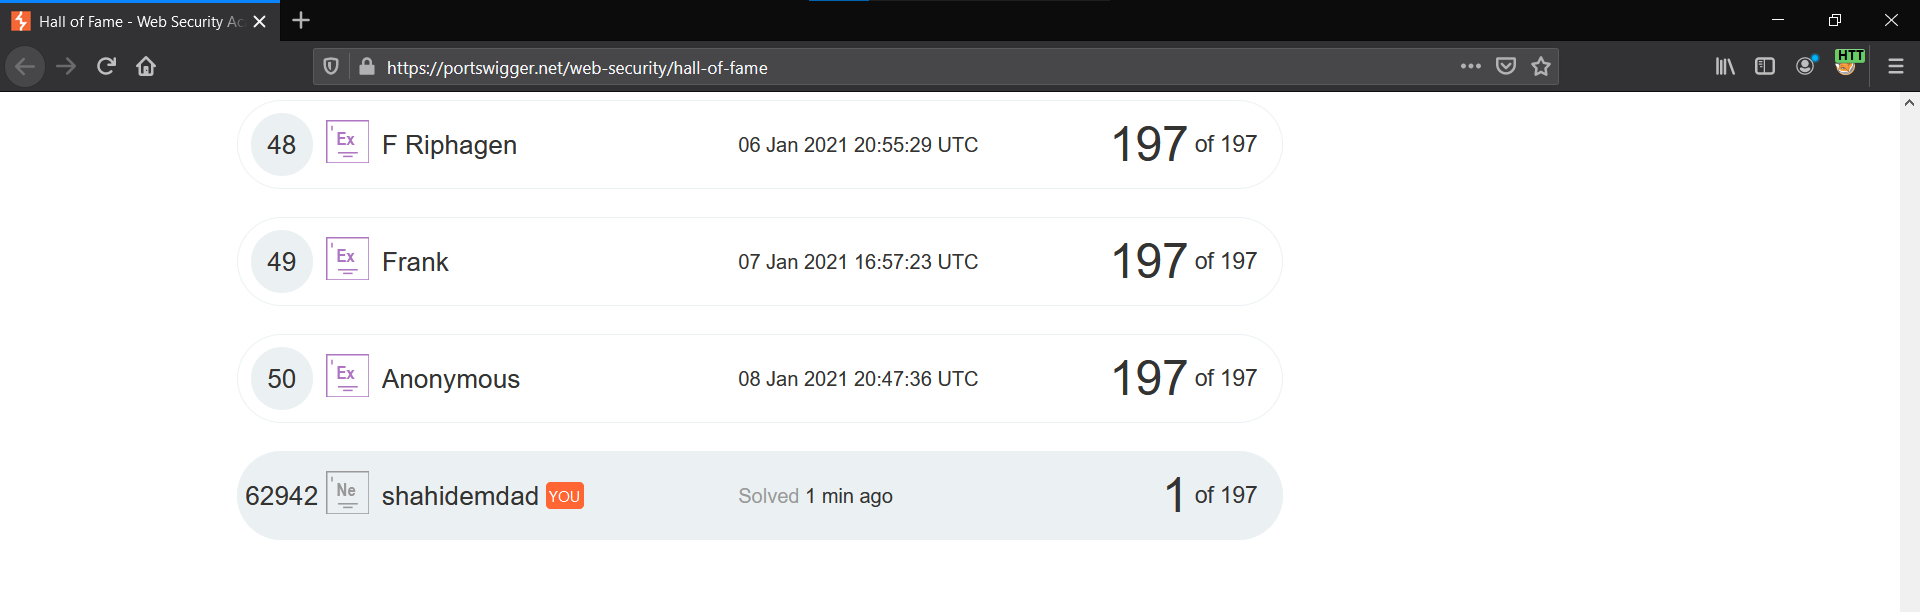 Hall of Fame - Web Security Ac
https://portswigger.net/web-security/hall-of-fame
HTT
48 Ex F Riphagen 06 Jan 2021 20:55:29 UTC 197 of 197
49 Ex Frank 07 Jan 2021 16:57:23 UTC 197 of 197
50 Ex Anonymous 08 Jan 2021 20:47:36 UTC 197 of 197
62942 Ne shahidemdad YOU Solved 1 min ago 1 of 197